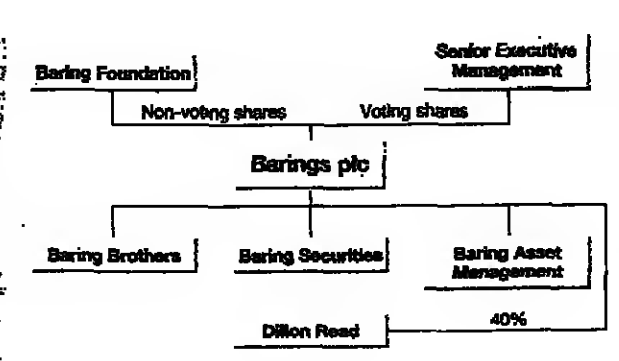 Baring Foundation
Senior Executive
Management
Non-voting shares
Voting shares
Barings plc
Baring Brothers
Baring Securities
Baring Asset
Management
Dillon Read
40%